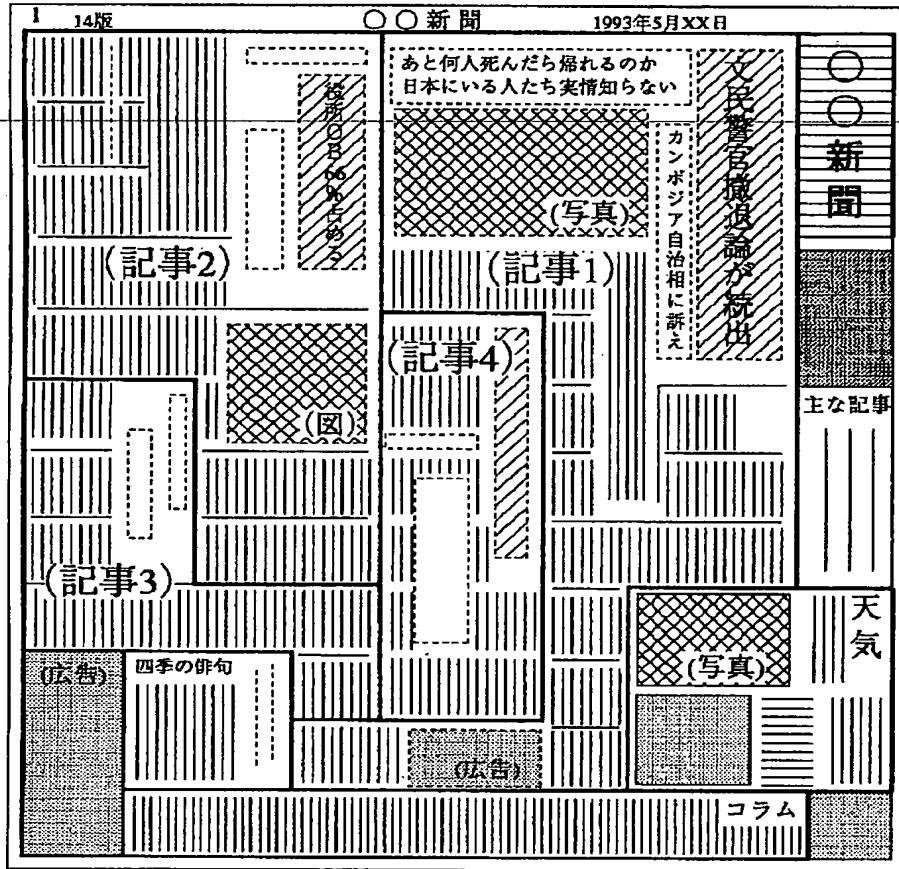 1
14版
○○新聞
1993年5月XX日
○○新聞
主な記事
文民警官撤退論が続出
カンボジア自治相に訴え
あと何人死んだら帰れるのか
日本にいる人たち実情知らない
(写真)
(記事1)
役所OB、66%占める
(記事2)
(図)
(記事3)
(記事4)
天気
(写真)
四季の俳句
(広告)
(広告)
コラム